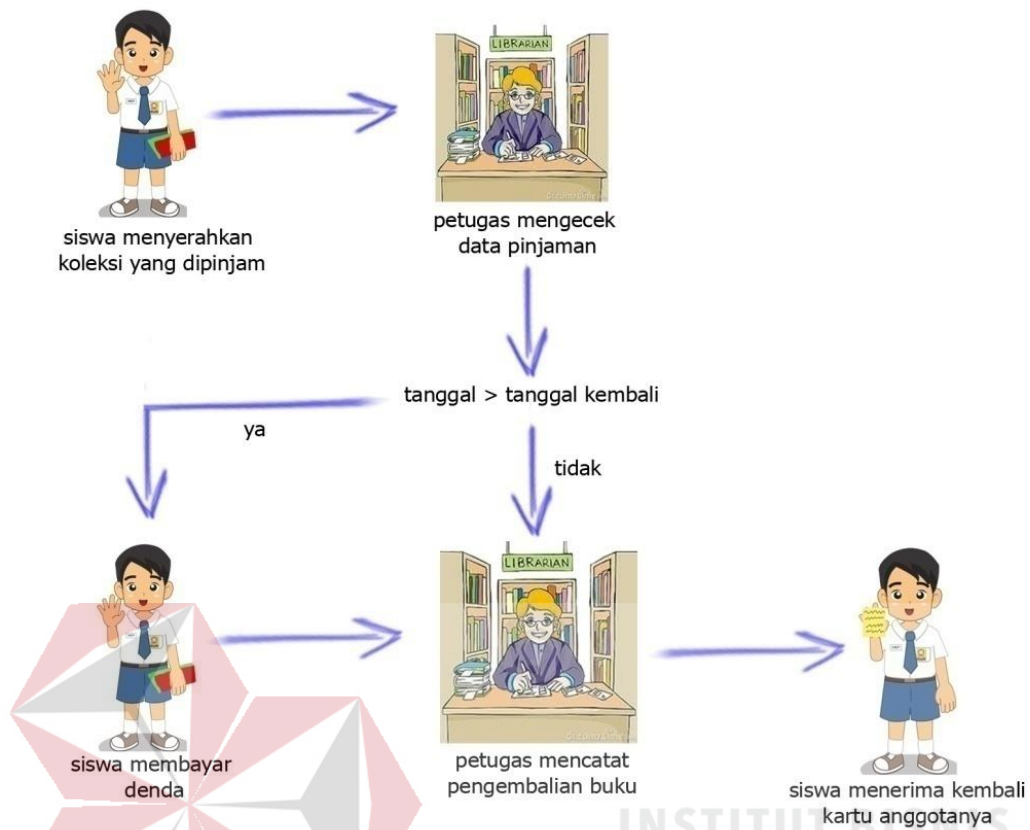 LIBRARIAN
siswa menyerahkan
koleksi yang dipinjam
petugas mengecek
data pinjaman
tanggal > tanggal kembali
ya
tidak
LIBRARIAN
siswa membayar
denda
petugas mencatat
pengembalian buku
siswa menerima kembali
kartu anggotanya
INSTITUT